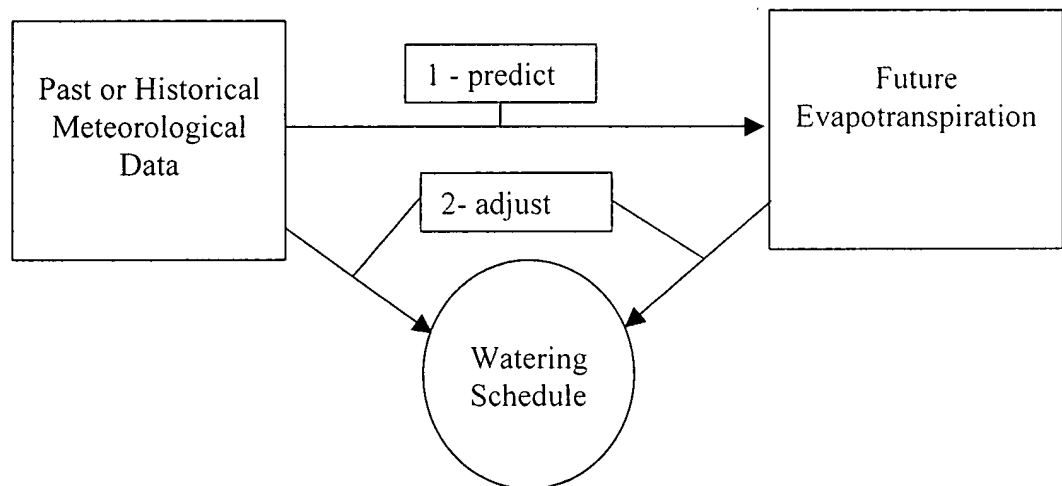 Past or Historical
Meteorological
Data
1 - predict
Future
Evapotranspiration
2- adjust
Watering
Schedule